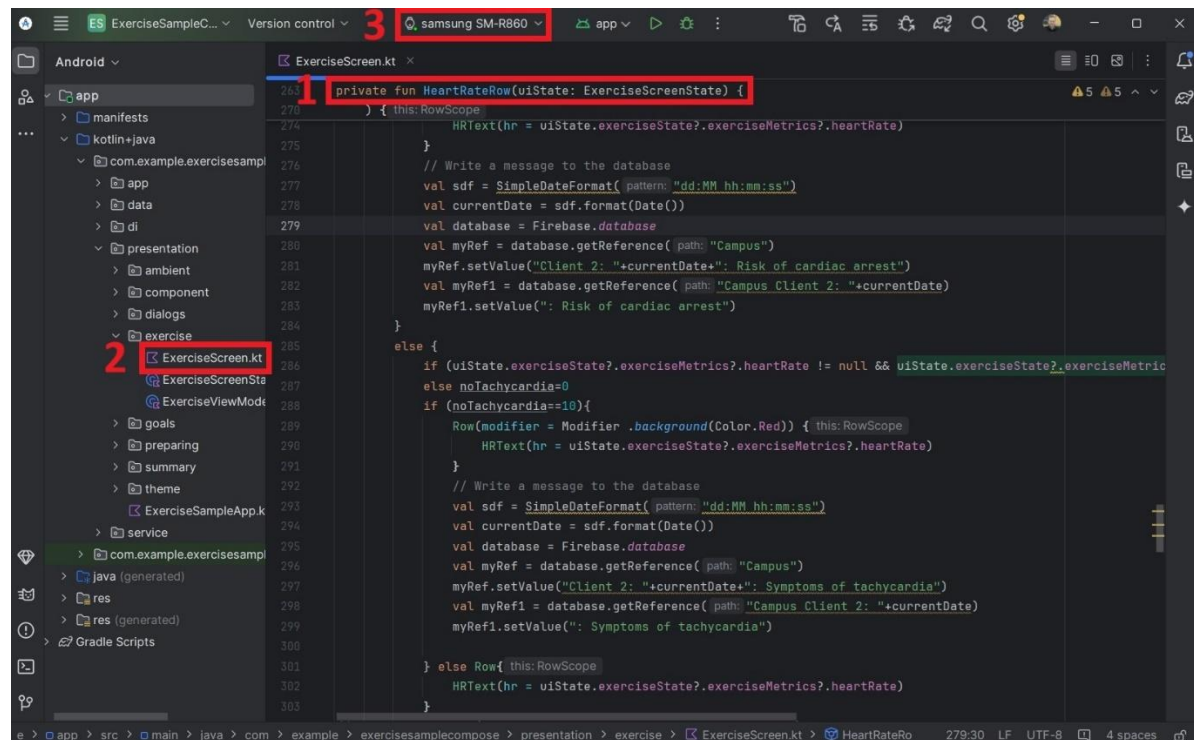 ES ExerciseSampleC... Version control 3 samsung SM-R860 app
Android
ExerciseScreen.kt
app
manifests
kotlin+java
com.example.exercisesampl
app
data
di
presentation
ambient
component
dialogs
exercise
2 ExerciseScreen.kt
ExerciseScreenSta
ExerciseViewMode
goals
preparing
summary
theme
ExerciseSampleApp.k
service
com.example.exercisesampl
java (generated)
res
res (generated)
Gradle Scripts
263 1 private fun HeartRateRow(uiState: ExerciseScreenState) { 5 5
270 ) { this: RowScope
274 HRText(hr = uiState.exerciseState?.exerciseMetrics?.heartRate)
275 }
276 // Write a message to the database
277 val sdf = SimpleDateFormat( pattern: "dd:MM hh:mm:ss")
278 val currentDate = sdf.format(Date())
279 val database = Firebase.database
280 val myRef = database.getReference( path: "Campus")
281 myRef.setValue("Client 2: "+currentDate+": Risk of cardiac arrest")
282 val myRef1 = database.getReference( path: "Campus Client 2: "+currentDate)
283 myRef1.setValue(": Risk of cardiac arrest")
284 }
285 else {
286 if (uiState.exerciseState?.exerciseMetrics?.heartRate != null && uiState.exerciseState?.exerciseMetric
287 else noTachycardia=0
288 if (noTachycardia==10){
289 Row(modifier = Modifier .background(Color.Red)) { this: RowScope
290 HRText(hr = uiState.exerciseState?.exerciseMetrics?.heartRate)
291 }
292 // Write a message to the database
293 val sdf = SimpleDateFormat( pattern: "dd:MM hh:mm:ss")
294 val currentDate = sdf.format(Date())
295 val database = Firebase.database
296 val myRef = database.getReference( path: "Campus")
297 myRef.setValue("Client 2: "+currentDate+": Symptoms of tachycardia")
298 val myRef1 = database.getReference( path: "Campus Client 2: "+currentDate)
299 myRef1.setValue(": Symptoms of tachycardia")
300
301 } else Row{ this: RowScope
302 HRText(hr = uiState.exerciseState?.exerciseMetrics?.heartRate)
303 }
e > app > src > main > java > com > example > exercisesamplecompose > presentation > exercise > ExerciseScreen.kt > HeartRateRo 279:30 LF UTF-8 4 spaces